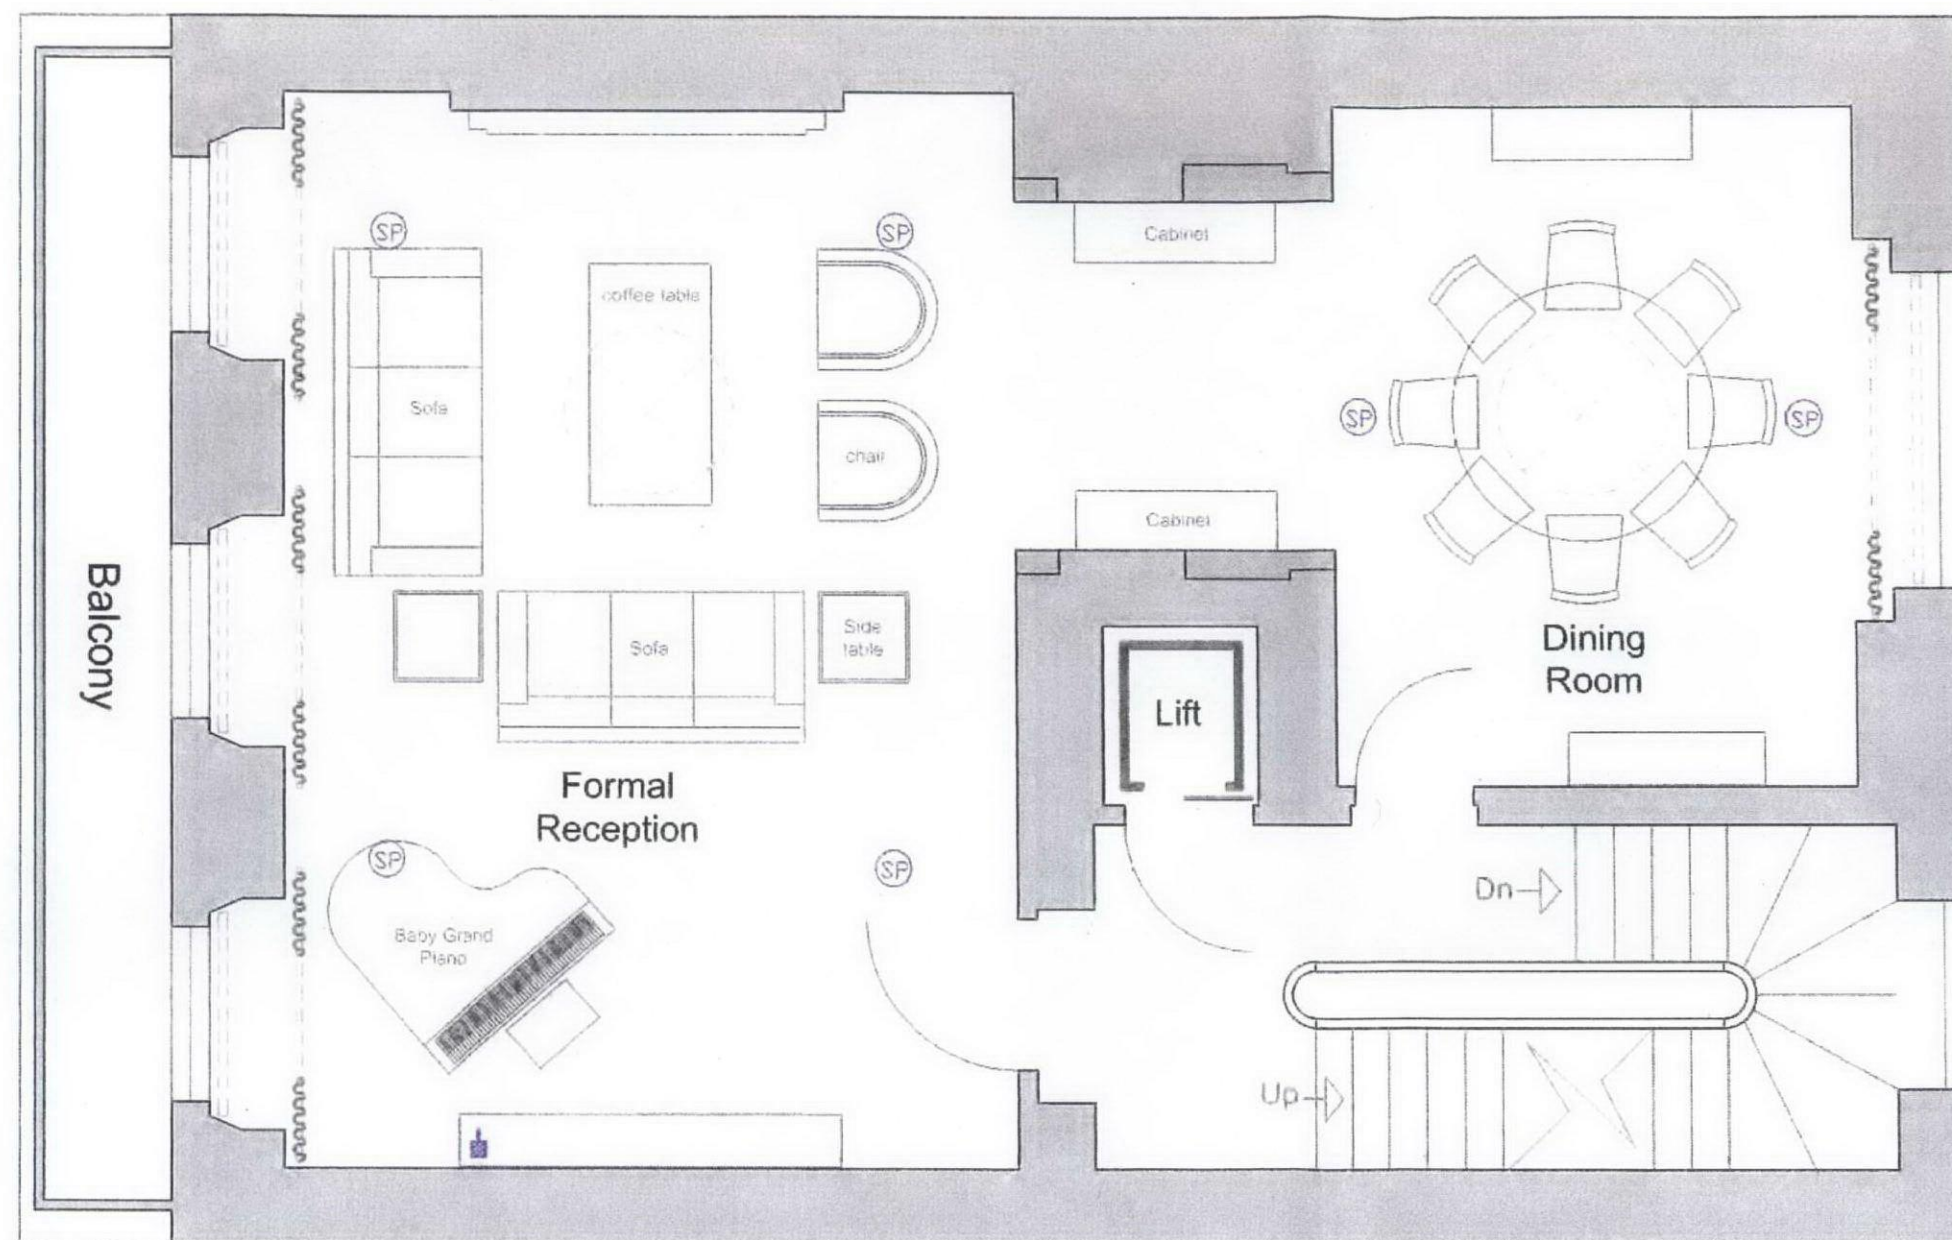 SP
SP
Cabinet
coffee table
Sofa
chair
SP
SP
Cabinet
Balcony
Sofa
Side
table
Dining
Room
Lift
Formal
Reception
SP
SP
Dn
Baby Grand
Piano
Up